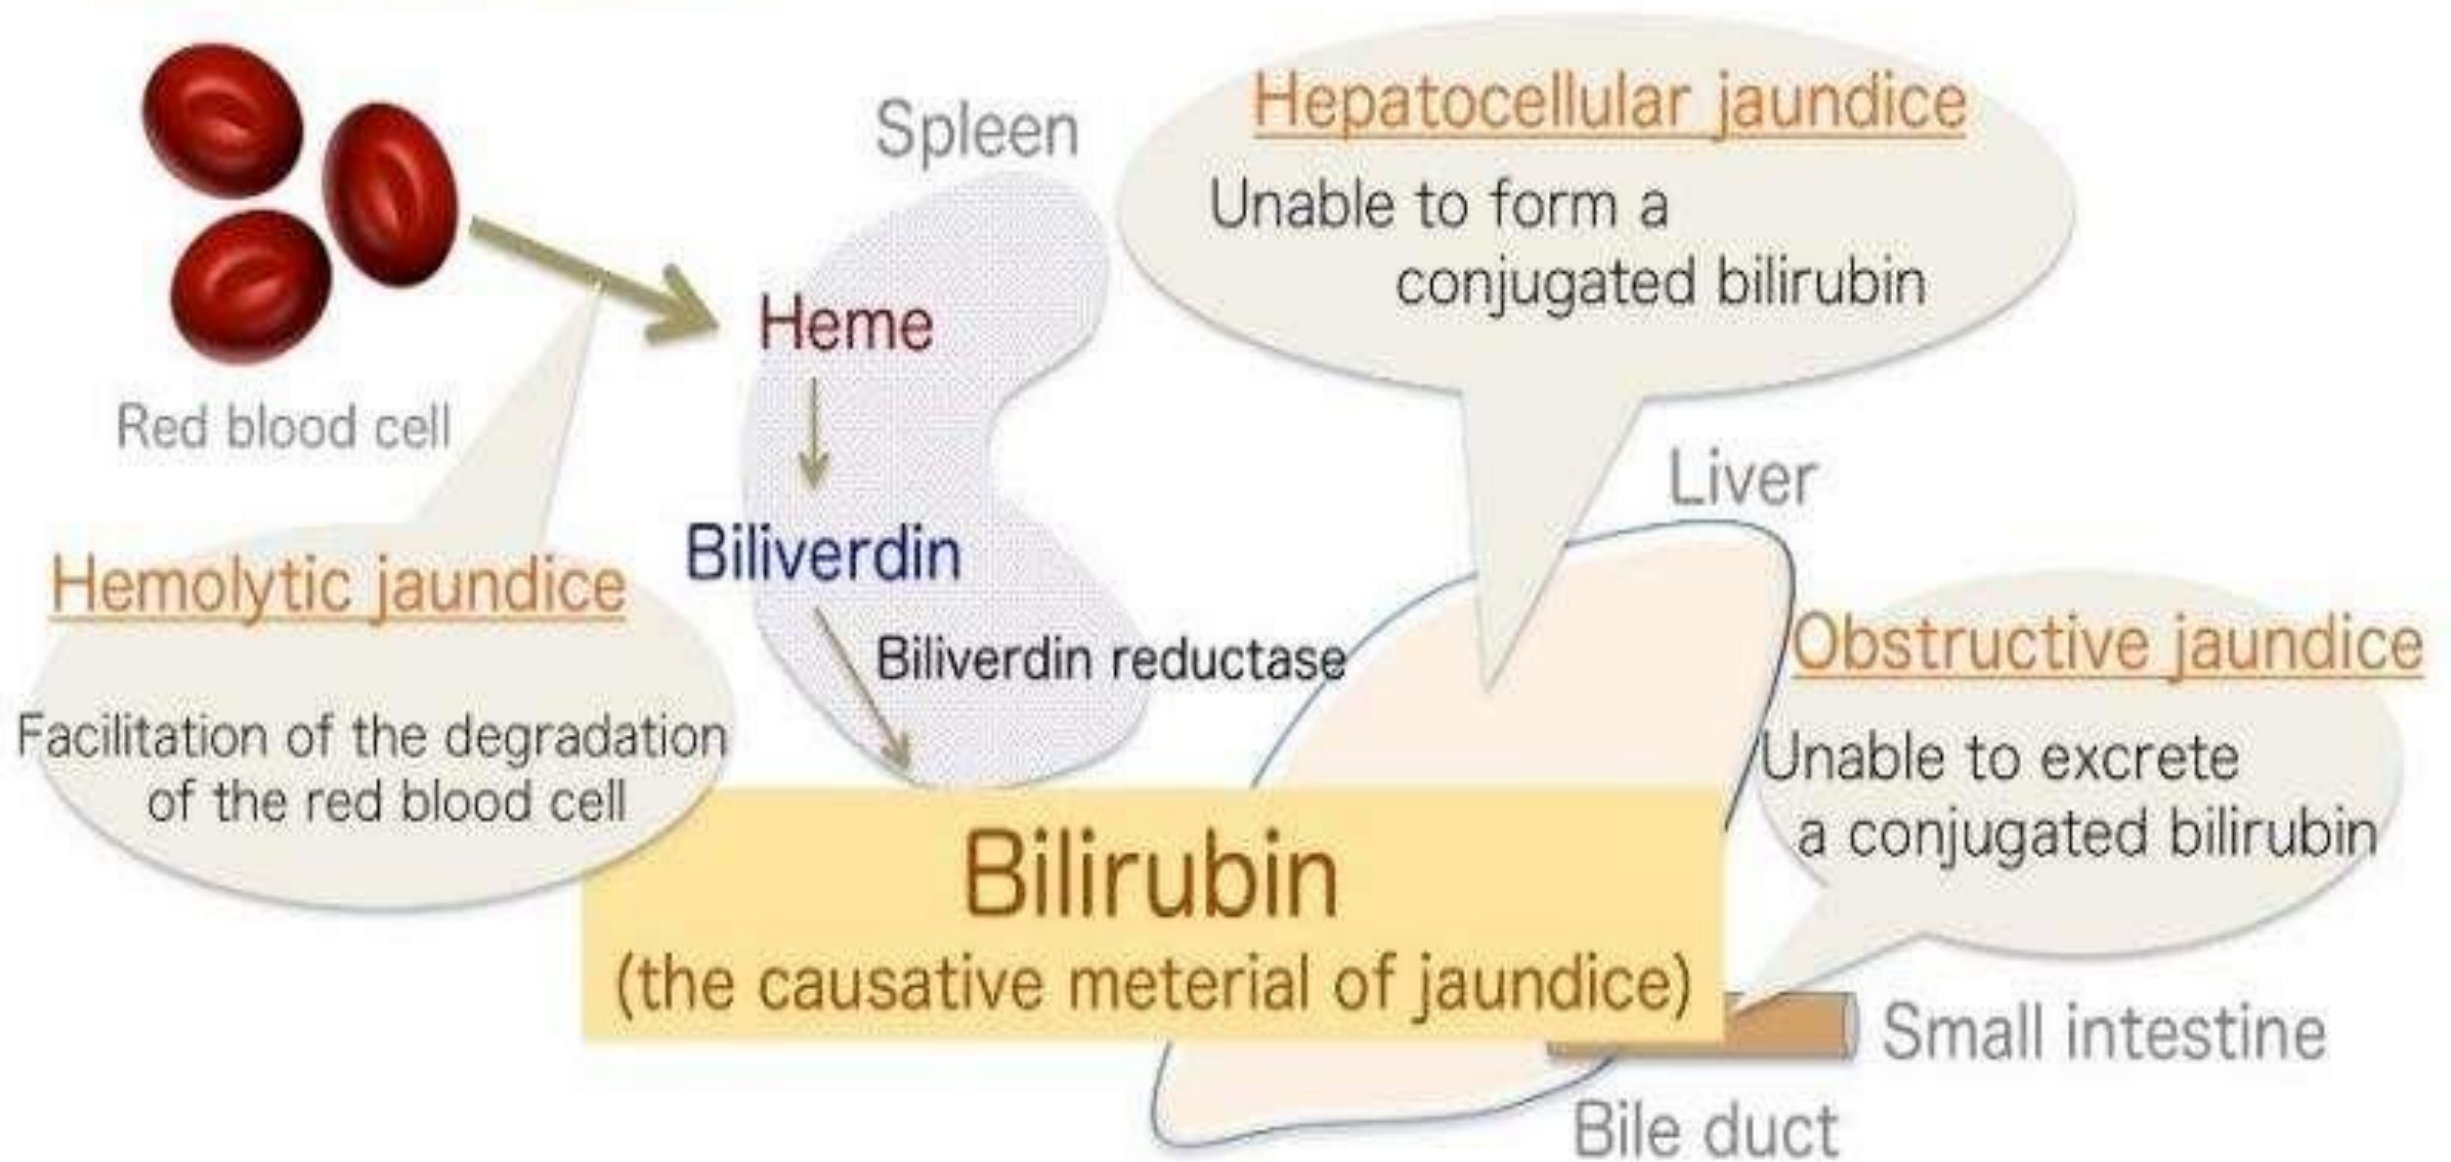 Spleen
Hepatocellular jaundice
Unable to form a
conjugated bilirubin
Heme
Red blood cell
Liver
Biliverdin
Hemolytic jaundice
Biliverdin reductase
Obstructive jaundice
Facilitation of the degradation
of the red blood cell
Unable to excrete
a conjugated bilirubin
Bilirubin
(the causative meterial of jaundice)
Small intestine
Bile duct